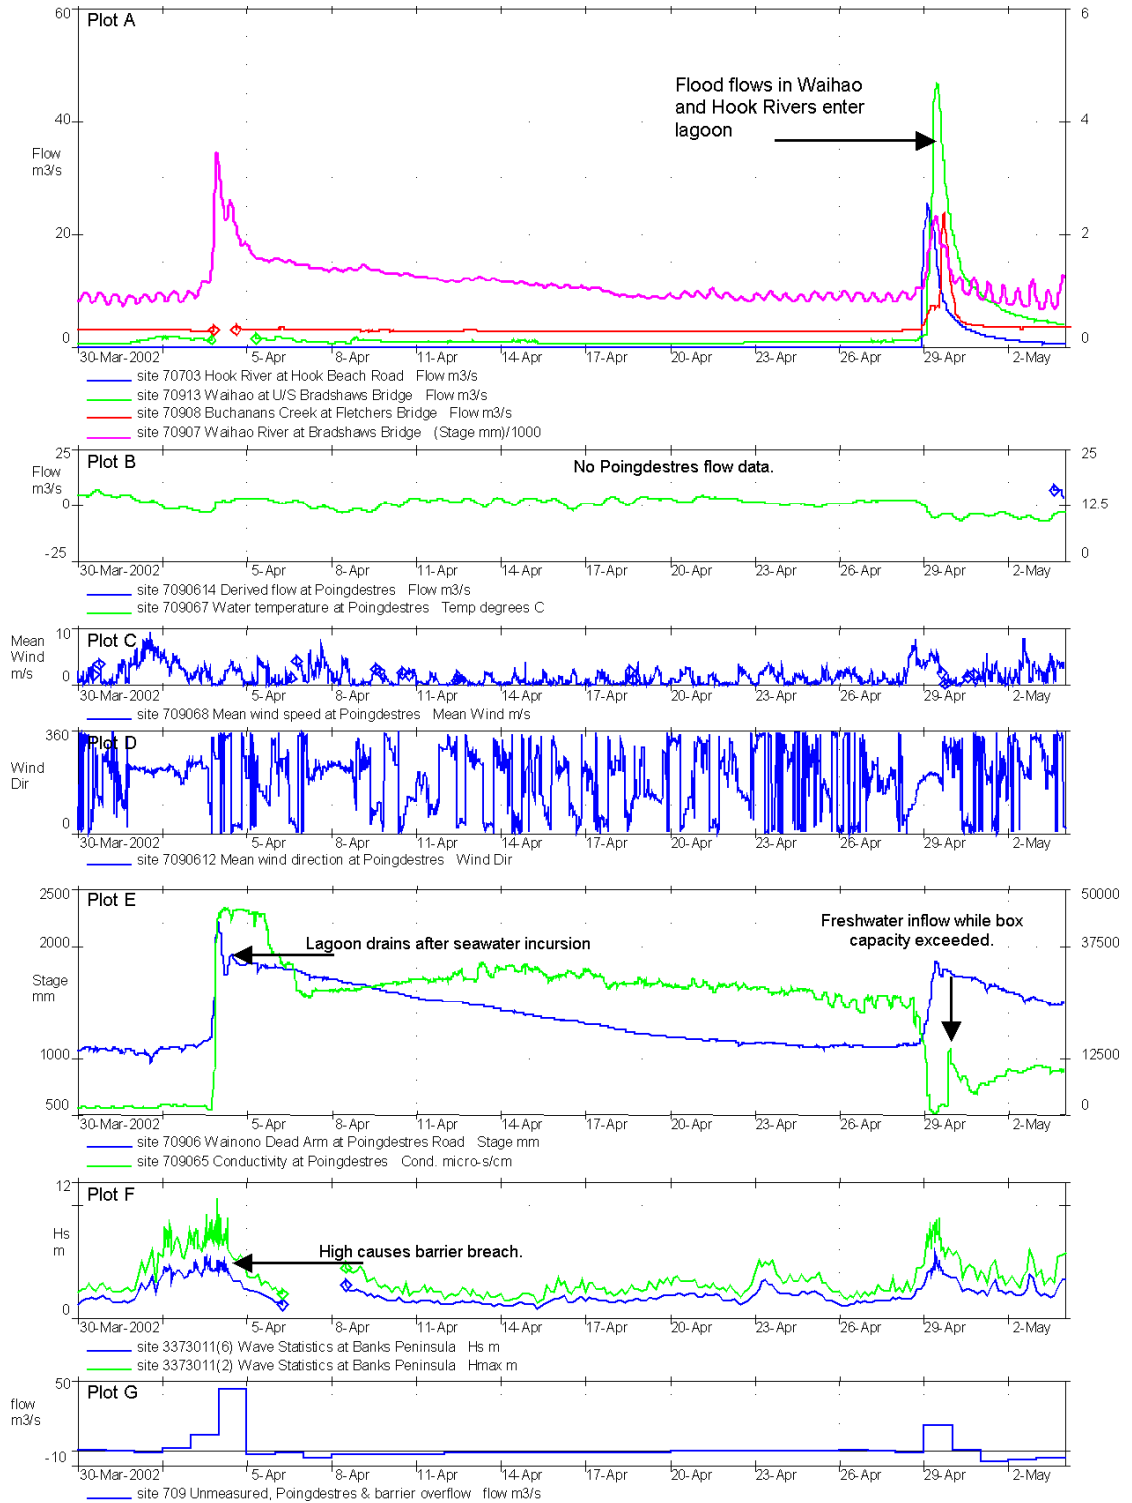 60
Plot A
6
Flood flows in Waihao
and Hook Rivers enter
lagoon
40
4
Flow
m3/s
20
2
0
0
30-Mar-2002 5-Apr 8-Apr 11-Apr 14-Apr 17-Apr 20-Apr 23-Apr 26-Apr 29-Apr 2-May
site 70703 Hook River at Hook Beach Road Flow m3/s
site 70913 Waihao at U/S Bradshaws Bridge Flow m3/s
site 70908 Buchanans Creek at Fletchers Bridge Flow m3/s
site 70907 Waihao River at Bradshaws Bridge (Stage mm)/1000
25
Plot B
25
Flow
m3/s
No Poingdestres flow data.
0
12.5
-25
0
30-Mar-2002 5-Apr 8-Apr 11-Apr 14-Apr 17-Apr 20-Apr 23-Apr 26-Apr 29-Apr 2-May
site 7090614 Derived flow at Poingdestres Flow m3/s
site 709067 Water temperature at Poingdestres Temp degrees C
10
Plot C
Mean
Wind
m/s
0
30-Mar-2002 5-Apr 8-Apr 11-Apr 14-Apr 17-Apr 20-Apr 23-Apr 26-Apr 29-Apr 2-May
site 709068 Mean wind speed at Poingdestres Mean Wind m/s
360
Plot D
Wind
Dir
0
30-Mar-2002 5-Apr 8-Apr 11-Apr 14-Apr 17-Apr 20-Apr 23-Apr 26-Apr 29-Apr 2-May
site 7090612 Mean wind direction at Poingdestres Wind Dir
2500
Plot E
50000
Freshwater inflow while box
capacity exceeded.
Lagoon drains after seawater incursion
2000
37500
Stage
mm
1000
12500
500
0
30-Mar-2002 5-Apr 8-Apr 11-Apr 14-Apr 17-Apr 20-Apr 23-Apr 26-Apr 29-Apr 2-May
site 70906 Wainono Dead Arm at Poingdestres Road Stage mm
site 709065 Conductivity at Poingdestres Cond. micro-s/cm
12
Plot F
Hs
m
High causes barrier breach.
0
30-Mar-2002 5-Apr 8-Apr 11-Apr 14-Apr 17-Apr 20-Apr 23-Apr 26-Apr 29-Apr 2-May
site 3373011(6) Wave Statistics at Banks Peninsula Hs m
site 3373011(2) Wave Statistics at Banks Peninsula Hmax m
50
Plot G
flow
m3/s
-10
30-Mar-2002 5-Apr 8-Apr 11-Apr 14-Apr 17-Apr 20-Apr 23-Apr 26-Apr 29-Apr 2-May
site 709 Unmeasured, Poingdestres & barrier overflow flow m3/s